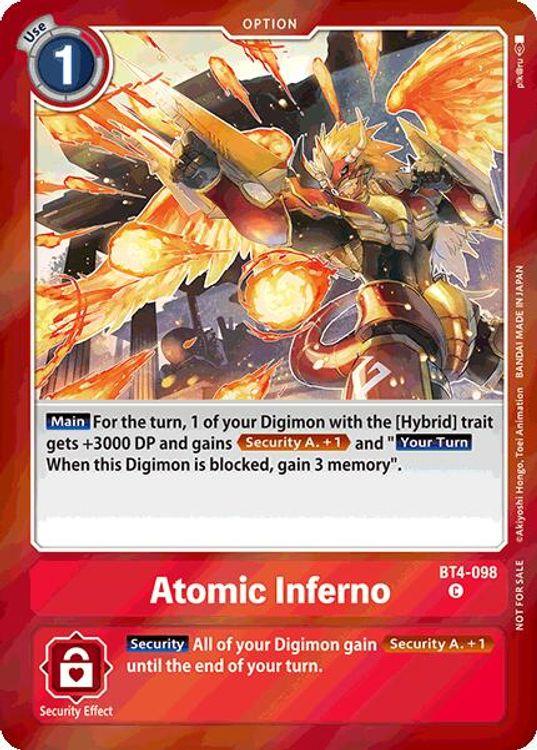 OPTION
Use
1
p!k@ru
Main For the turn, 1 of your Digimon with the [Hybrid] trait
gets +3000 DP and gains Security A. +1 and "Your Turn
When this Digimon is blocked, gain 3 memory".
©Akiyoshi Hongo, Toei Animation BANDAI MADE IN JAPAN
NOT FOR SALE
BT4-098
Atomic Inferno
C
Security All of your Digimon gain Security A. +1
until the end of your turn.
Security Effect